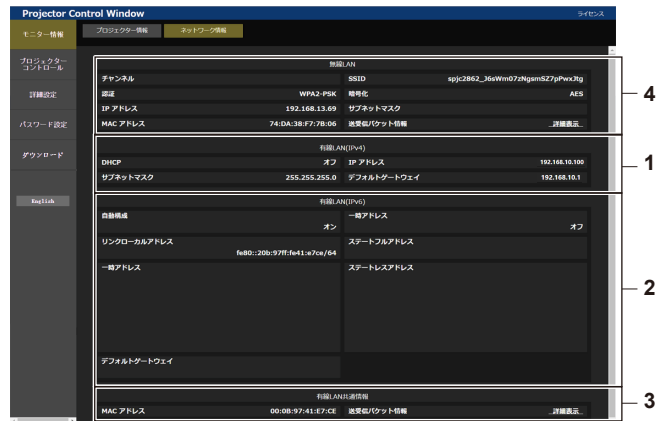 Projector Control Window
ライセンス
モニター情報
プロジェクター情報
ネットワーク情報
プロジェクター
コントロール
詳細設定
パスワード設定
ダウンロード
English
無線LAN
チャンネル
SSID spjc2862_J6sWm07zNgsmSZ7pPwxJtg
認証 WPA2-PSK 暗号化 AES
IP アドレス 192.168.13.69 サブネットマスク
MAC アドレス 74:DA:38:F7:7B:06 送受信パケット情報 詳細表示
4
有線LAN(IPv4)
DHCP オフ IP アドレス 192.168.10.100
サブネットマスク 255.255.255.0 デフォルトゲートウェイ 192.168.10.1
1
有線LAN(IPv6)
自動構成 オン
一時アドレス オフ
リンクローカルアドレス
fe80::20b:97ff:fe41:e7ce/64
ステートフルアドレス
一時アドレス
ステートレスアドレス
デフォルトゲートウェイ
2
有線LAN共通情報
MAC アドレス 00:0B:97:41:E7:CE 送受信パケット情報 詳細表示
3